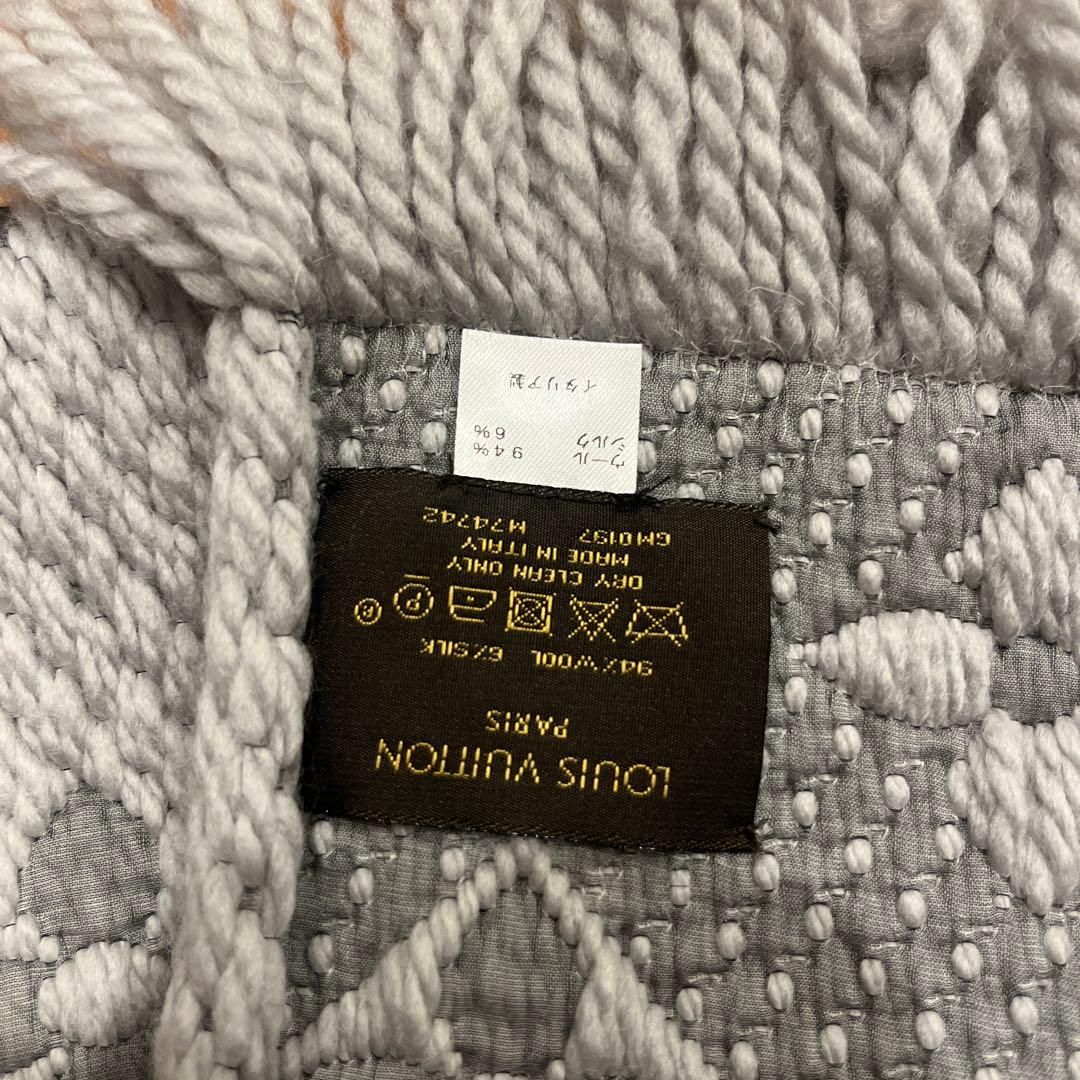 LOUIS VUITTON
PARIS
94%WOOL 6%SILK
DRY CLEAN ONLY
MADE IN ITALY
GM0197 M74742
ウール 94%
シルク 6%
イタリア製